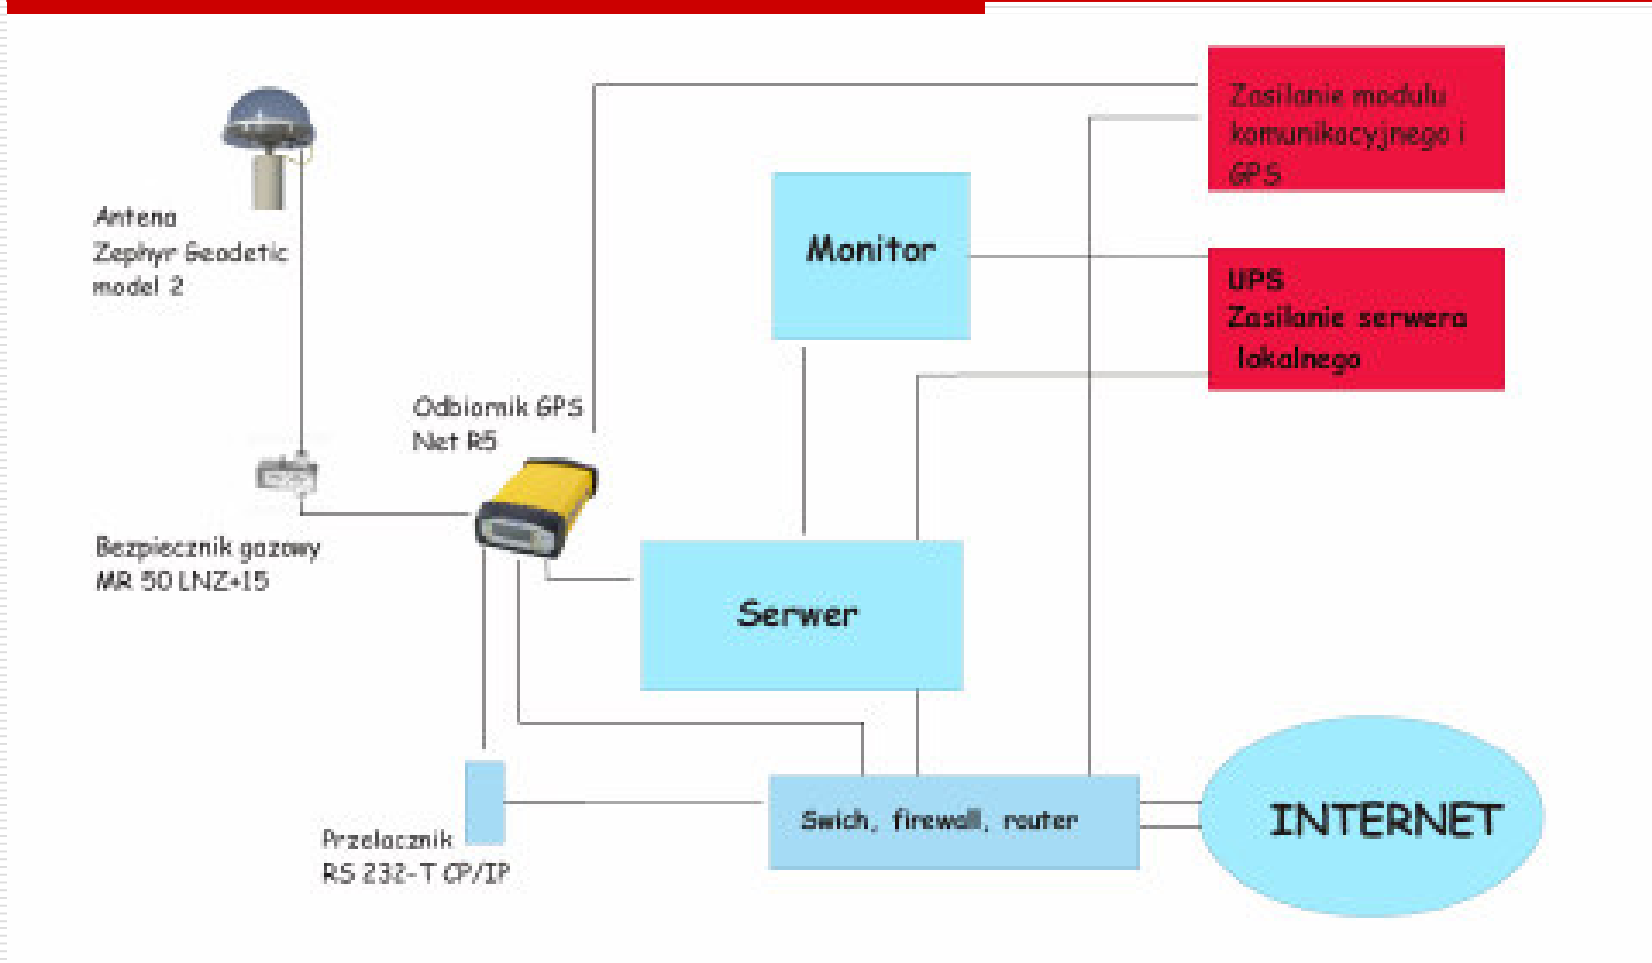 Zasilanie modulu
komunikacyjnego i
GPS
Antena
Zephyr Geodetic
model 2
Monitor
UPS
Zasilanie serwera
lokalnego
Odbiornik GPS
Net R5
Bezpiecznik gazowy
MR 50 LNZ+15
Serwer
Przelacznik
RS 232-T CP/IP
Swich, firewall, router
INTERNET